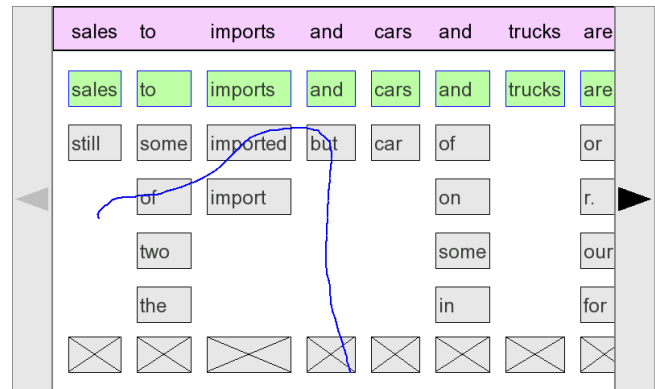 sales to imports and cars and trucks are
sales to imports and cars and trucks are
still some imported but car of or
of import on r.
two some our
the in for